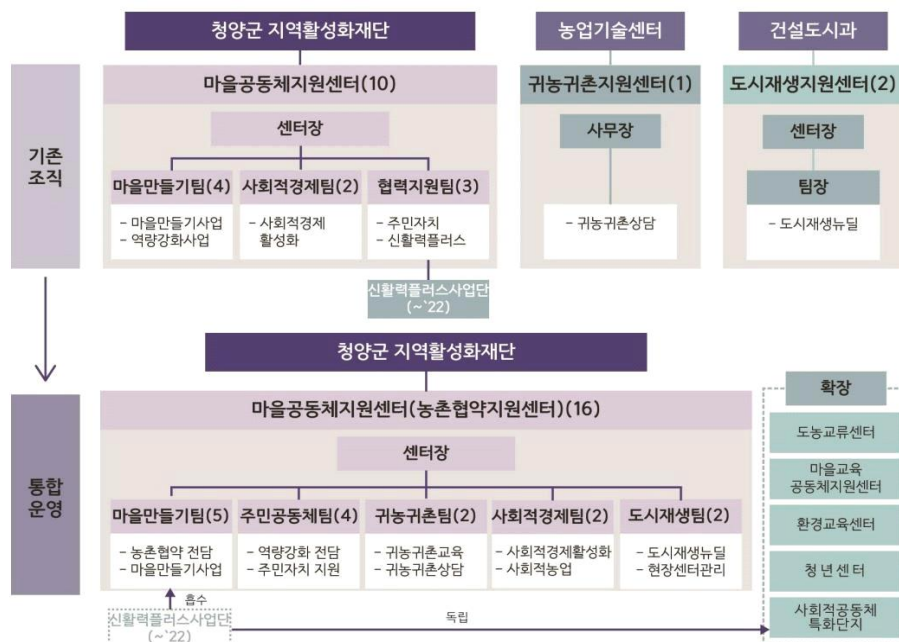 청양군 지역활성화재단
농업기술센터
건설도시과
기존
조직
마을공동체지원센터(10)
센터장
마을만들기팀(4)
- 마을만들기사업
- 역량강화사업
사회적경제팀(2)
- 사회적경제
활성화
협력지원팀(3)
- 주민자치
- 신활력플러스
신활력플러스사업단
(~`22)
귀농귀촌지원센터(1)
사무장
- 귀농귀촌상담
도시재생지원센터(2)
센터장
팀장
- 도시재생뉴딜
통합
운영
청양군 지역활성화재단
마을공동체지원센터(농촌협약지원센터)(16)
센터장
마을만들기팀(5)
- 농촌협약 전담
- 마을만들기사업
주민공동체팀(4)
- 역량강화 전담
- 주민자치 지원
귀농귀촌팀(2)
- 귀농귀촌교육
- 귀농귀촌상담
사회적경제팀(2)
- 사회적경제활성화
- 사회적농업
도시재생팀(2)
- 도시재생뉴딜
- 현장센터관리
흡수
신활력플러스사업단
(~`22)
독립
확장
도농교류센터
마을교육
공동체지원센터
환경교육센터
청년센터
사회적공동체
특화단지